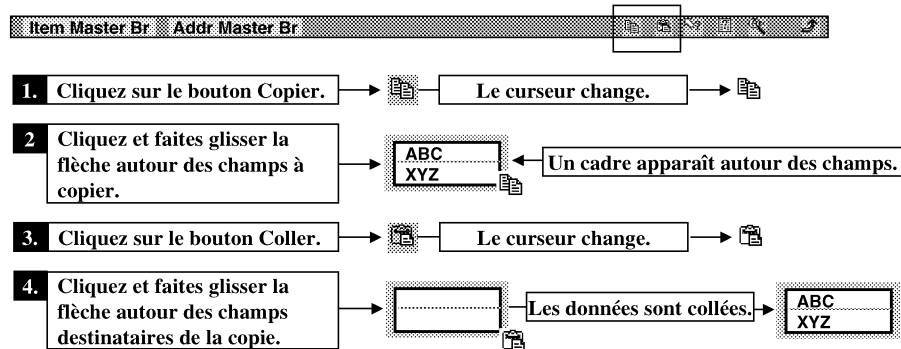 Item Master Br Addr Master Br
1. Cliquez sur le bouton Copier. Le curseur change.
2 Cliquez et faites glisser la
flèche autour des champs à
copier.
ABC
XYZ
Un cadre apparaît autour des champs.
3. Cliquez sur le bouton Coller. Le curseur change.
4. Cliquez et faites glisser la
flèche autour des champs
destinataires de la copie.
Les données sont collées.
ABC
XYZ